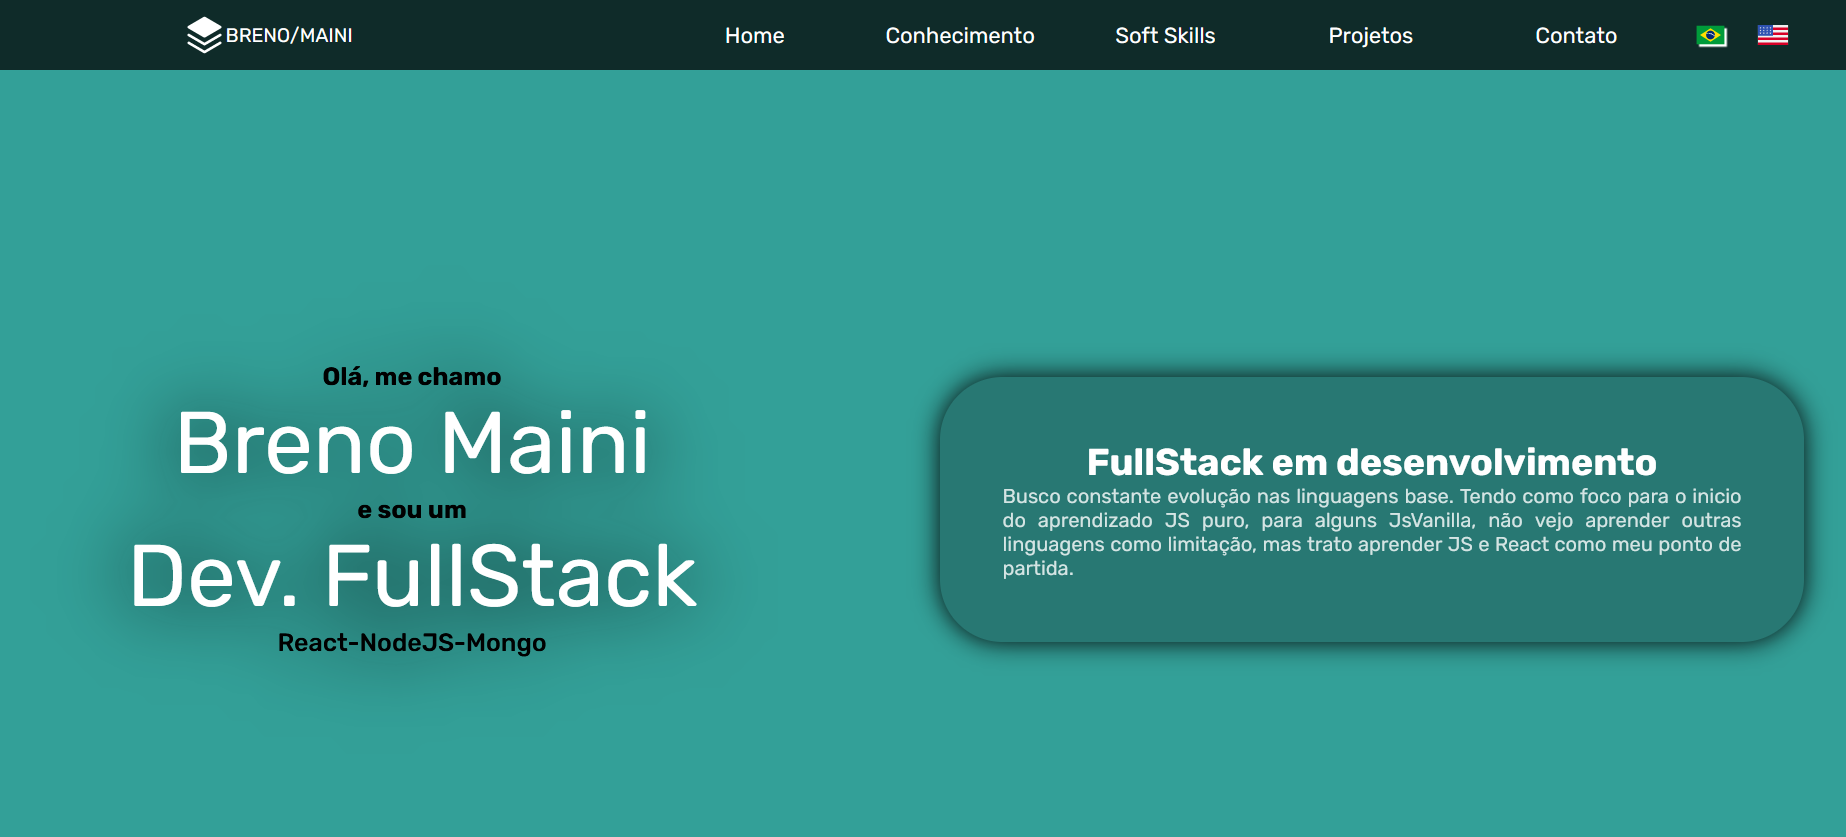 BRENO/MAINI
Home
Conhecimento
Soft Skills
Projetos
Contato
Olá, me chamo
Breno Maini
e sou um
Dev. FullStack
React-NodeJS-Mongo
FullStack em desenvolvimento
Busco constante evolução nas linguagens base. Tendo como foco para o inicio
do aprendizado JS puro, para alguns JsVanilla, não vejo aprender outras
linguagens como limitação, mas trato aprender JS e React como meu ponto de
partida.